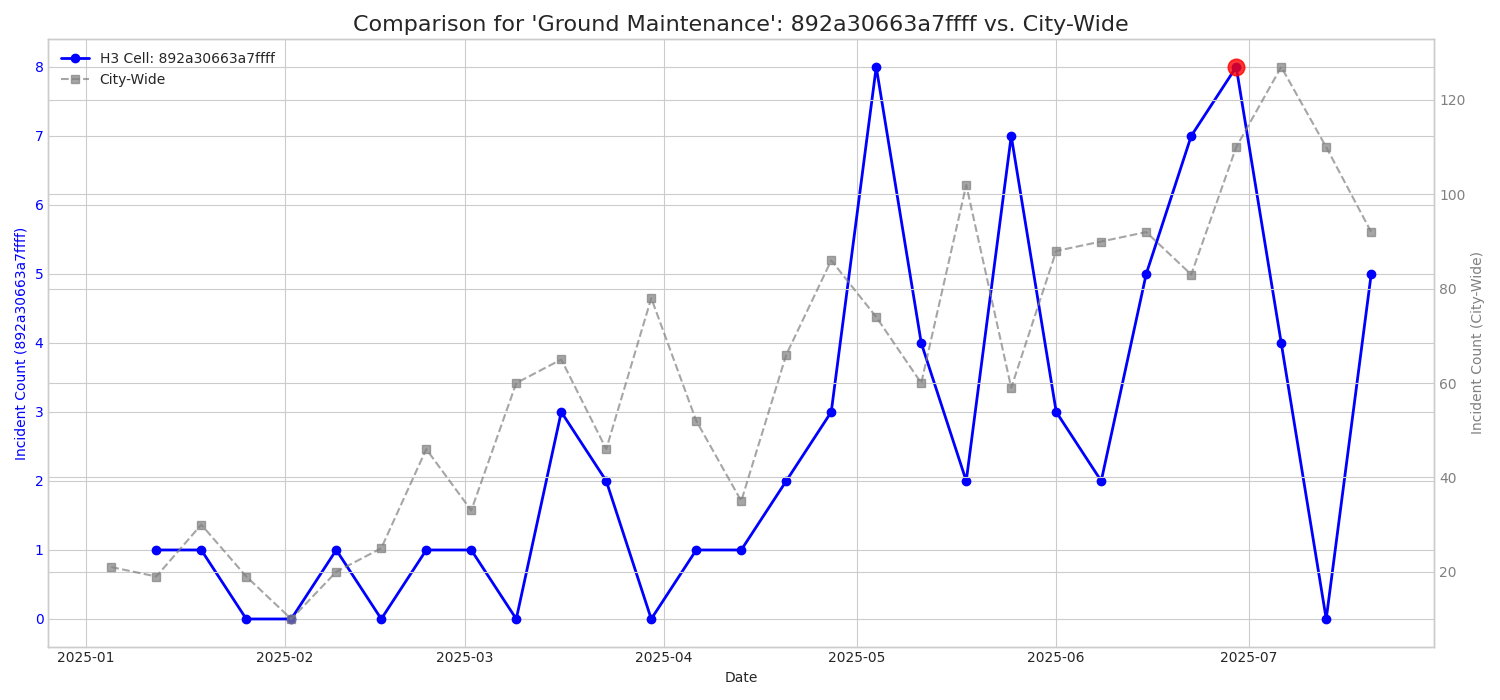 Comparison for 'Ground Maintenance': 892a30663a7ffff vs. City-Wide
H3 Cell: 892a30663a7ffff
City-Wide
Incident Count (892a30663a7ffff)
8
7
6
5
4
3
2
1
0
120
100
80
60
40
20
Incident Count (City-Wide)
2025-01 2025-02 2025-03 2025-04 2025-05 2025-06 2025-07
Date